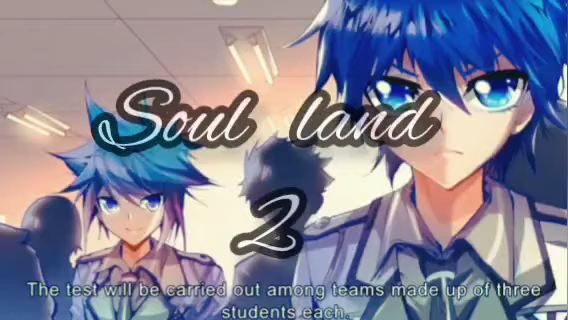 Soul land
2
The test will be carried out among teams made up of three
students each.